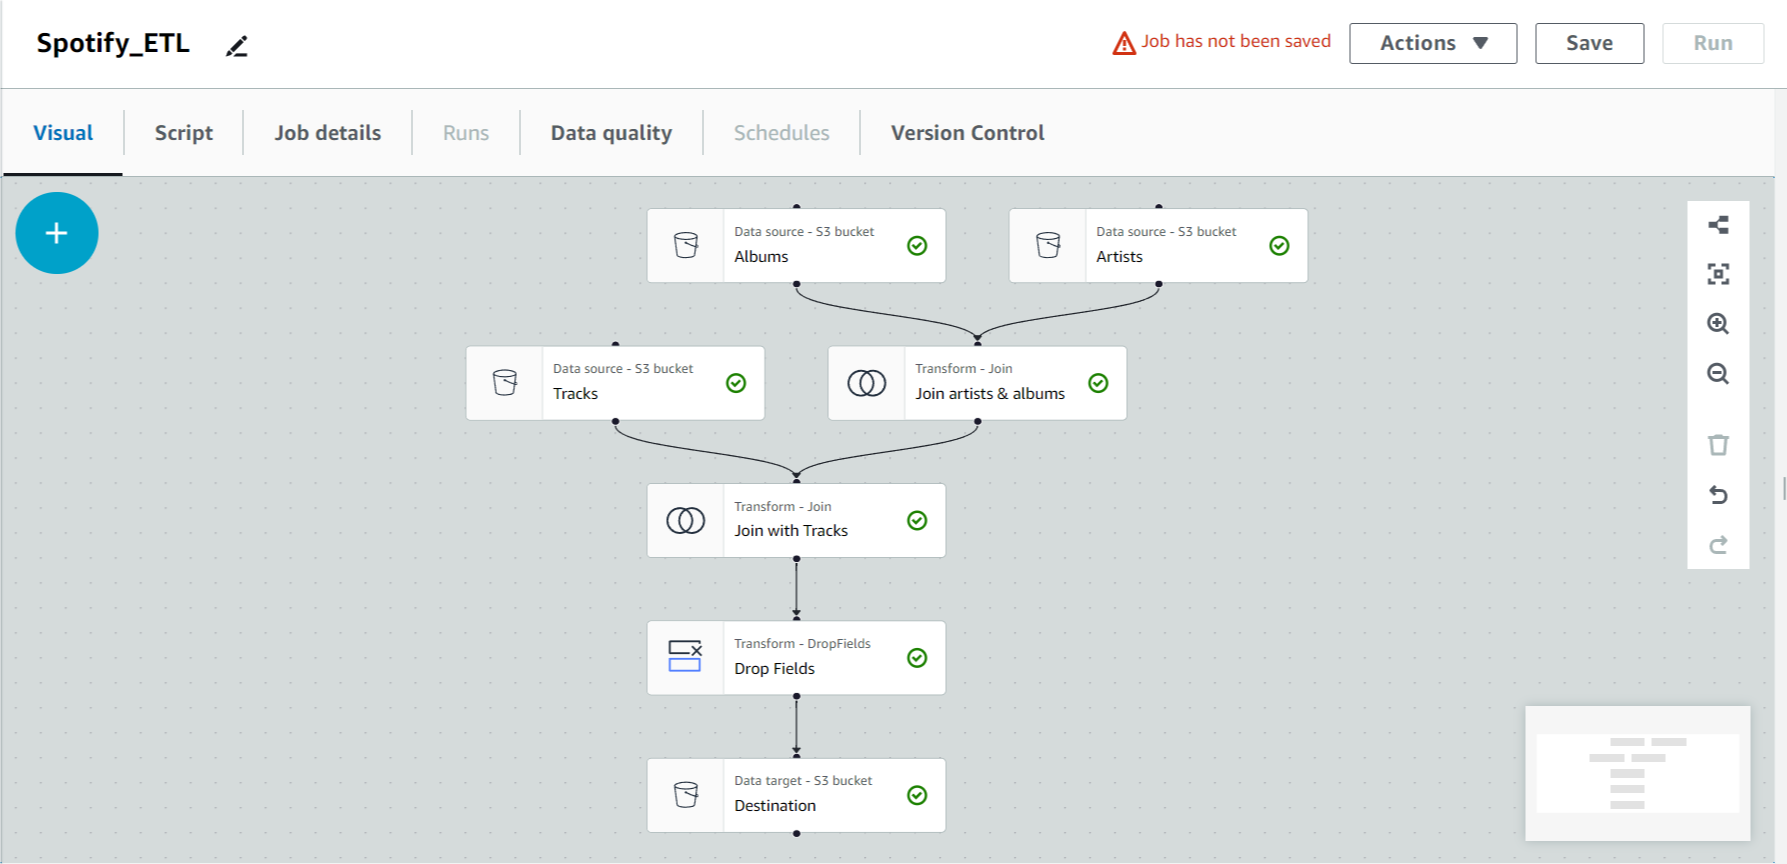 Spotify_ETL
Job has not been saved
Actions
Save
Run
Visual
Script
Job details
Runs
Data quality
Schedules
Version Control
Data source - S3 bucket
Albums
Data source - S3 bucket
Artists
Data source - S3 bucket
Tracks
Transform - Join
Join artists & albums
Transform - Join
Join with Tracks
Transform - DropFields
Drop Fields
Data target - S3 bucket
Destination